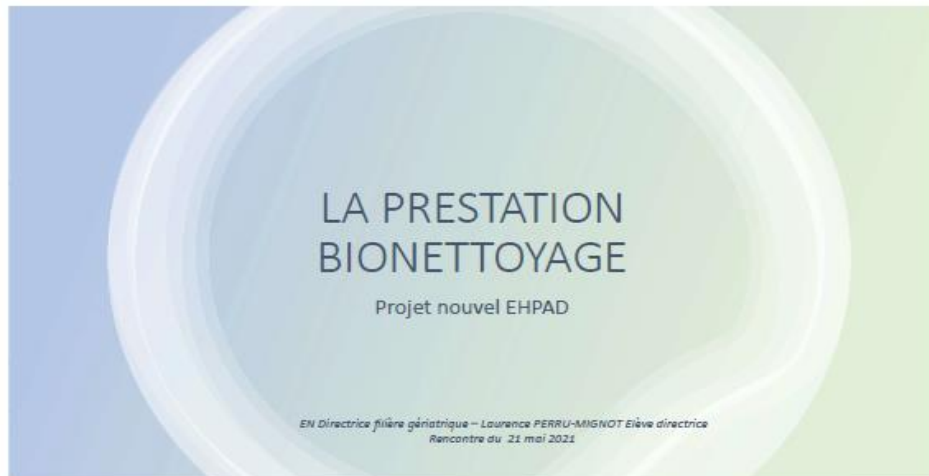 LA PRESTATION
BIONETTOYAGE
Projet nouvel EHPAD
EN Directrice filière gériatrique – Laurence PERRU-MIGNOT Elève directrice
Rencontre du 21 mai 2021